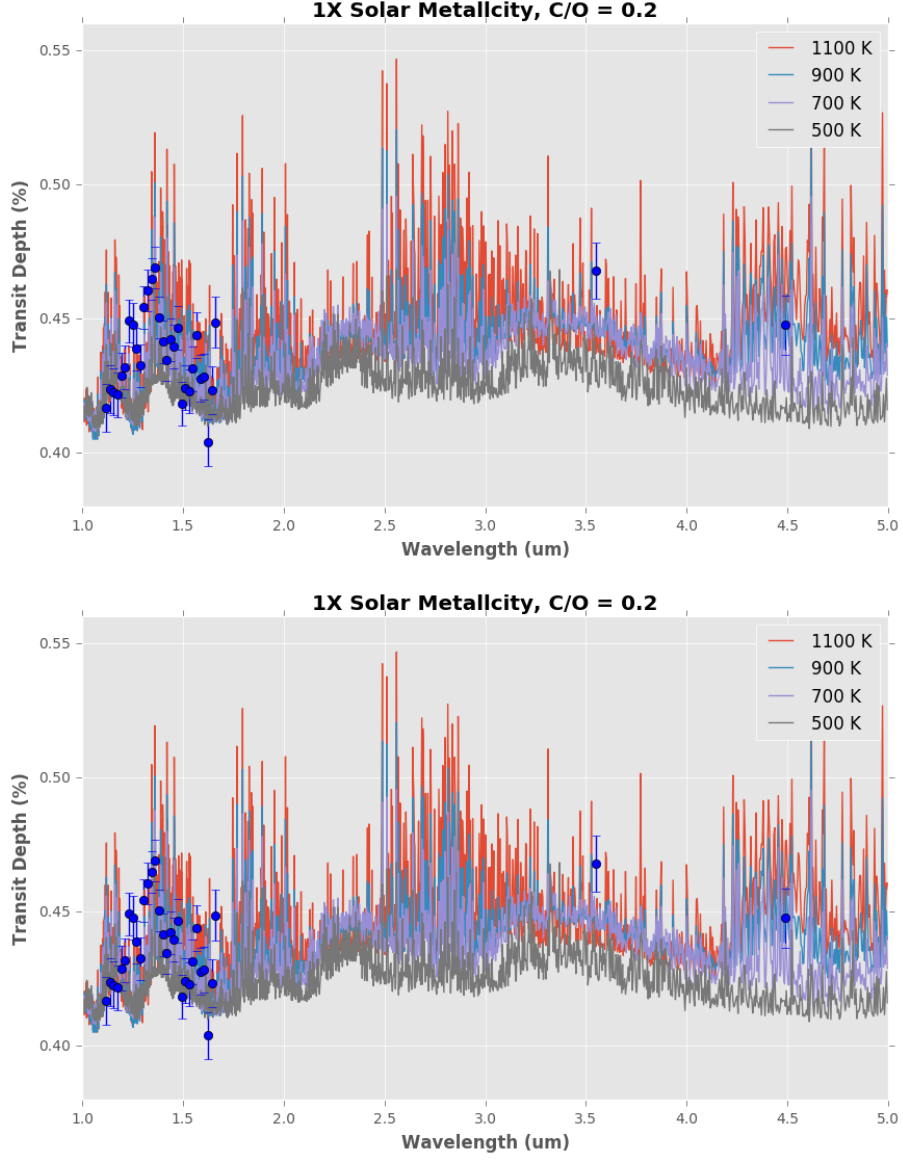 1X Solar Metallcity, C/O = 0.2
0.55
0.50
0.45
0.40
Transit Depth (%)
1100 K
900 K
700 K
500 K
1.0 1.5 2.0 2.5 3.0 3.5 4.0 4.5 5.0
Wavelength (um)
1X Solar Metallcity, C/O = 0.2
0.55
0.50
0.45
0.40
Transit Depth (%)
1100 K
900 K
700 K
500 K
1.0 1.5 2.0 2.5 3.0 3.5 4.0 4.5 5.0
Wavelength (um)